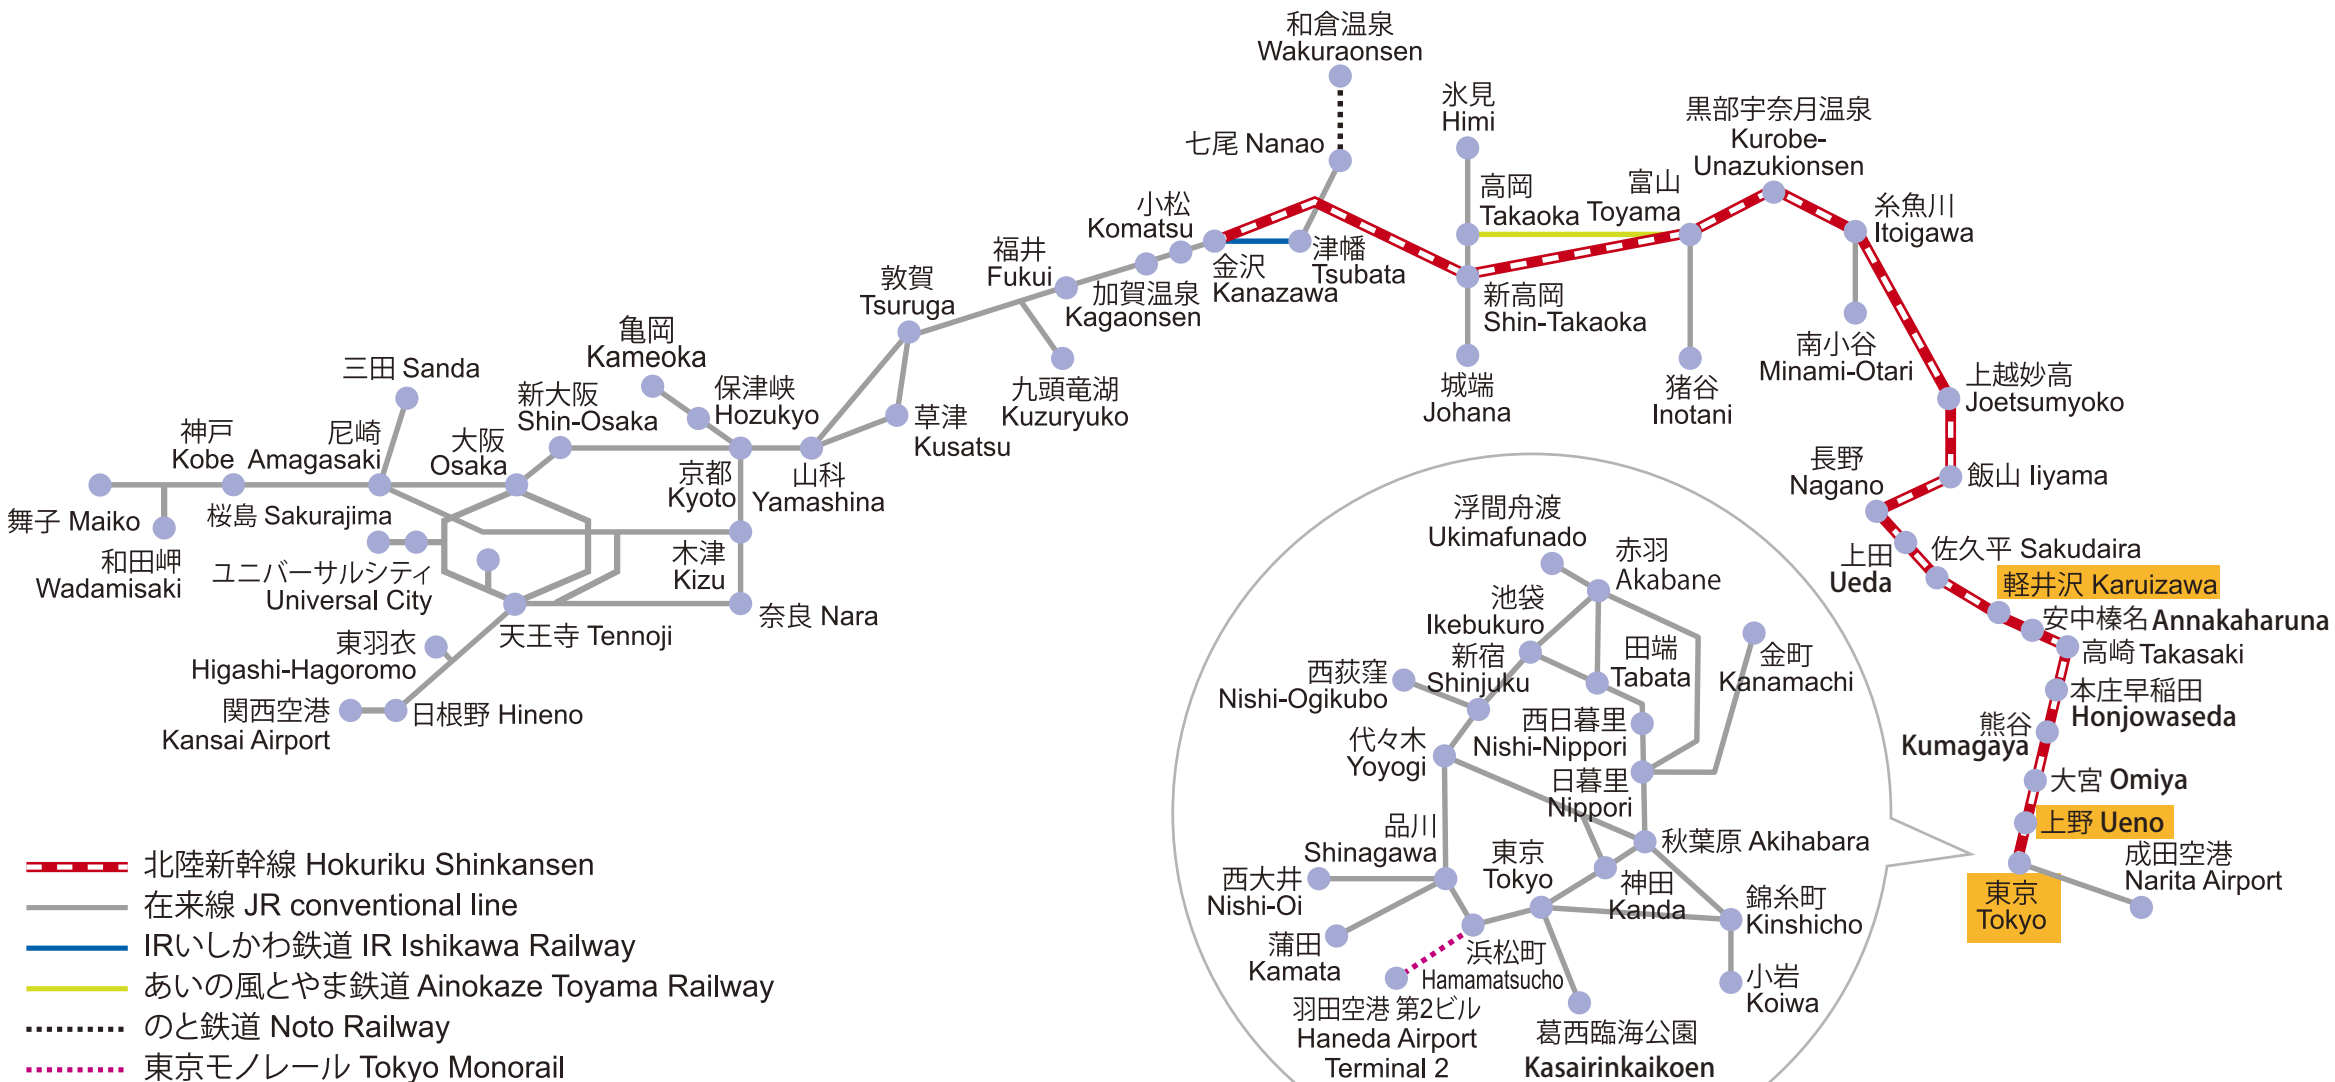 和倉温泉
Wakuraonsen
七尾 Nanao
氷見
Himi
黒部宇奈月温泉
Kurobe-
Unazukionsen
高岡
Takaoka
富山
Toyama
糸魚川
Itoigawa
小松
Komatsu
福井
Fukui
敦賀
Tsuruga
加賀温泉
Kagaonsen
金沢
Kanazawa
津幡
Tsubata
新高岡
Shin-Takaoka
南小谷
Minami-Otari
上越妙高
Joetsumyoko
亀岡
Kameoka
保津峡
Hozukyo
三田 Sanda
新大阪
Shin-Osaka
草津
Kusatsu
九頭竜湖
Kuzuryuko
城端
Johana
猪谷
Inotani
神戸
Kobe
尼崎
Amagasaki
大阪
Osaka
京都
Kyoto
山科
Yamashina
長野
Nagano
飯山 Iiyama
舞子 Maiko
桜島 Sakurajima
和田岬
Wadamisaki
ユニバーサルシティ
Universal City
木津
Kizu
奈良 Nara
天王寺 Tennoji
東羽衣
Higashi-Hagoromo
関西空港
Kansai Airport
日根野 Hineno
上田
Ueda
佐久平 Sakudaira
軽井沢 Karuizawa
安中榛名 Annakaharuna
高崎 Takasaki
本庄早稲田
Honjowaseda
熊谷
Kumagaya
大宮 Omiya
上野 Ueno
東京
Tokyo
成田空港
Narita Airport
浮間舟渡
Ukimafunado
赤羽
Akabane
池袋
Ikebukuro
田端
Tabata
金町
Kanamachi
西荻窪
Nishi-Ogikubo
新宿
Shinjuku
西日暮里
Nishi-Nippori
代々木
Yoyogi
日暮里
Nippori
品川
Shinagawa
東京
Tokyo
秋葉原 Akihabara
西大井
Nishi-Oi
神田
Kanda
錦糸町
Kinshicho
蒲田
Kamata
浜松町
Hamamatsucho
小岩
Koiwa
羽田空港 第2ビル
Haneda Airport
Terminal 2
葛西臨海公園
Kasairinkaikoen
北陸新幹線 Hokuriku Shinkansen
在来線 JR conventional line
IRいしかわ鉄道 IR Ishikawa Railway
あいの風とやま鉄道 Ainokaze Toyama Railway
のと鉄道 Noto Railway
東京モノレール Tokyo Monorail